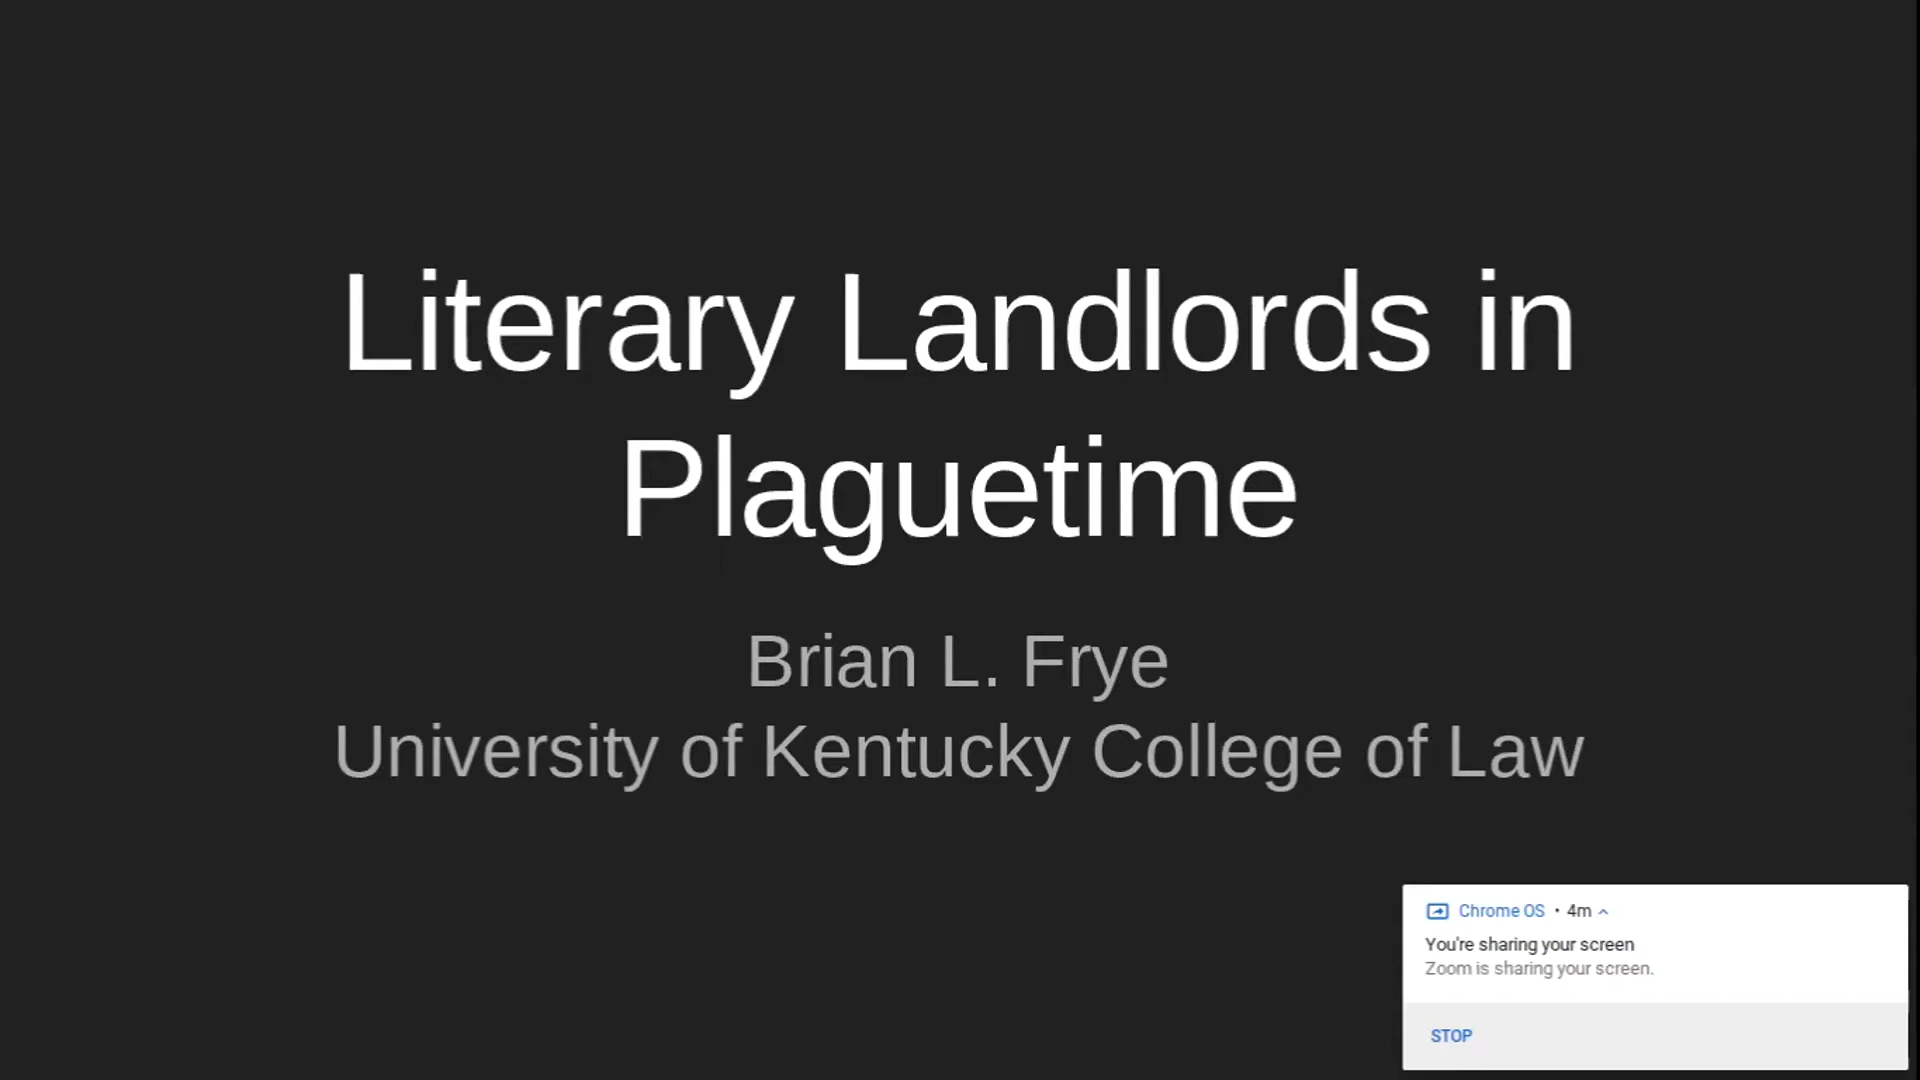 Literary Landlords in
Plaguetime
Brian L. Frye
University of Kentucky College of Law
Chrome OS • 4m
You're sharing your screen
Zoom is sharing your screen.
STOP